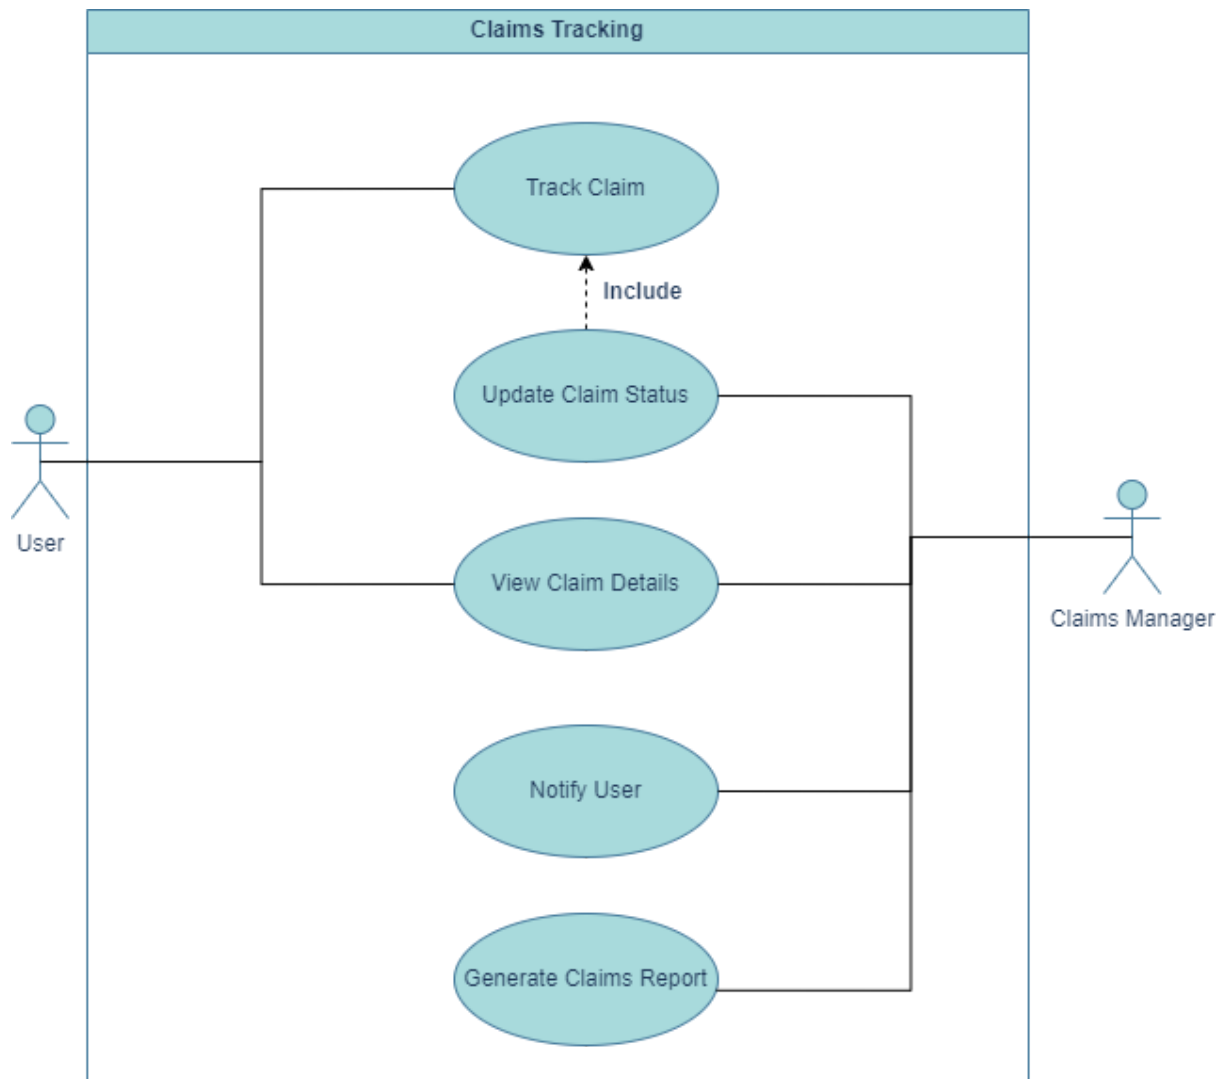 Claims Tracking
Track Claim
Include
Update Claim Status
User
View Claim Details
Claims Manager
Notify User
Generate Claims Report